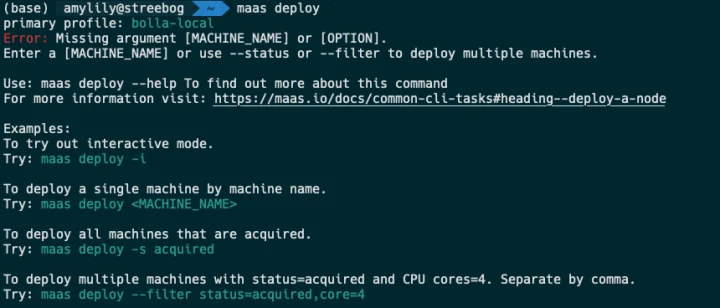 (base) amylily@streebog ~ maas deploy
primary profile: bolla-local
Error: Missing argument [MACHINE_NAME] or [OPTION].
Enter a [MACHINE_NAME] or use --status or --filter to deploy multiple machines.
Use: maas deploy --help To find out more about this command
For more information visit: https://maas.io/docs/common-cli-tasks#heading--deploy-a-node
Examples:
To try out interactive mode.
Try: maas deploy -i
To deploy a single machine by machine name.
Try: maas deploy <MACHINE_NAME>
To deploy all machines that are acquired.
Try: maas deploy -s acquired
To deploy multiple machines with status=acquired and CPU cores=4. Separate by comma.
Try: maas deploy --filter status=acquired,core=4